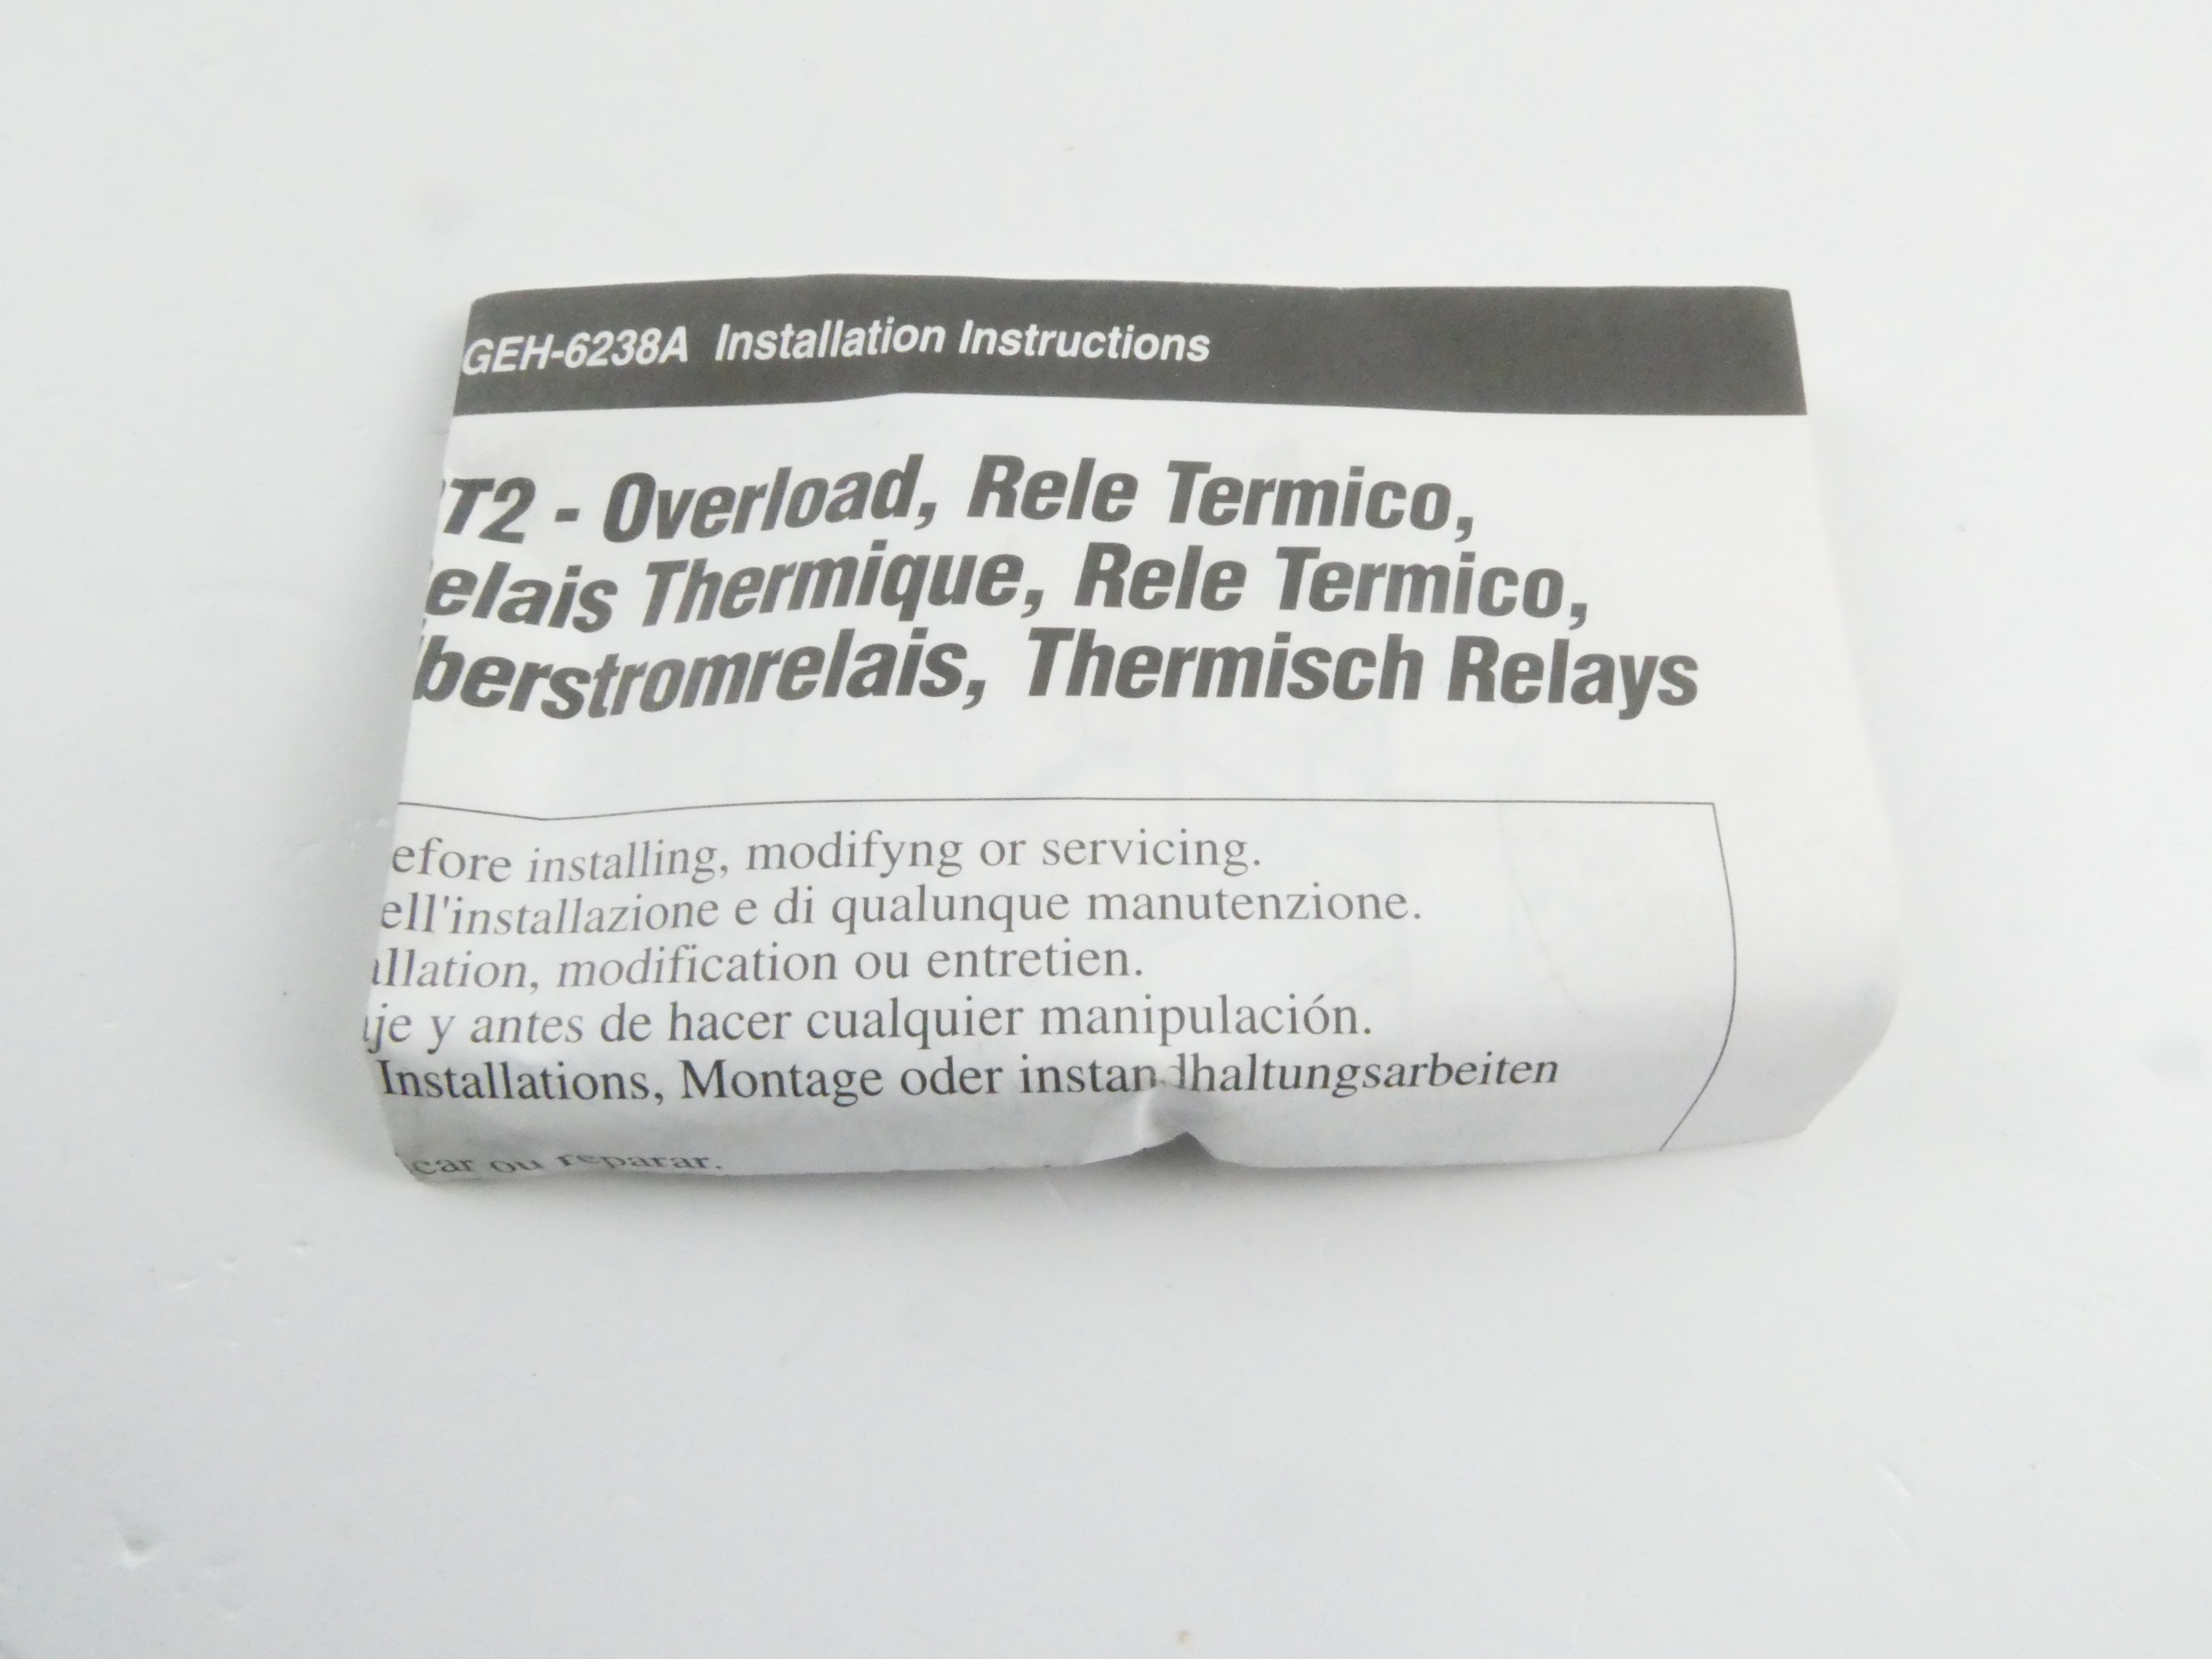 GEH-6238A Installation Instructions
T2 - Overload, Rele Termico,
elais Thermique, Rele Termico,
berstromrelais, Thermisch Relays
efore installing, modifyng or servicing.
ell'installazione e di qualunque manutenzione.
llation, modification ou entretien.
je y antes de hacer cualquier manipulación.
Installations, Montage oder instandhaltungsarbeiten
car ou reparar.